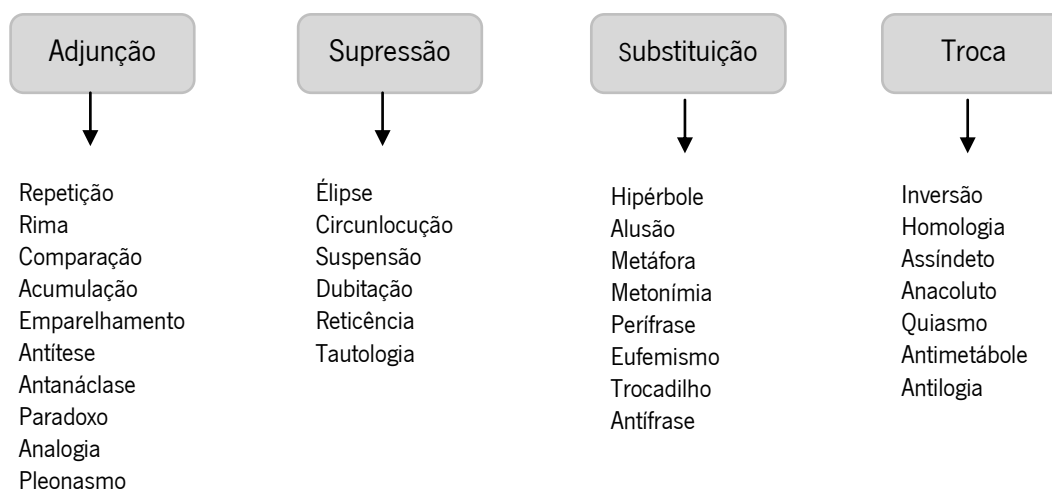 Adjunção
Supressão
Substituição
Troca
Repetição
Rima
Comparação
Acumulação
Emparelhamento
Antítese
Antanáclase
Paradoxo
Analogia
Pleonasmo
Élipse
Circunlocução
Suspensão
Dubitação
Reticência
Tautologia
Hipérbole
Alusão
Metáfora
Metonímia
Perífrase
Eufemismo
Trocadilho
Antífrase
Inversão
Homologia
Assíndeto
Anacoluto
Quiasmo
Antimetábole
Antilogia